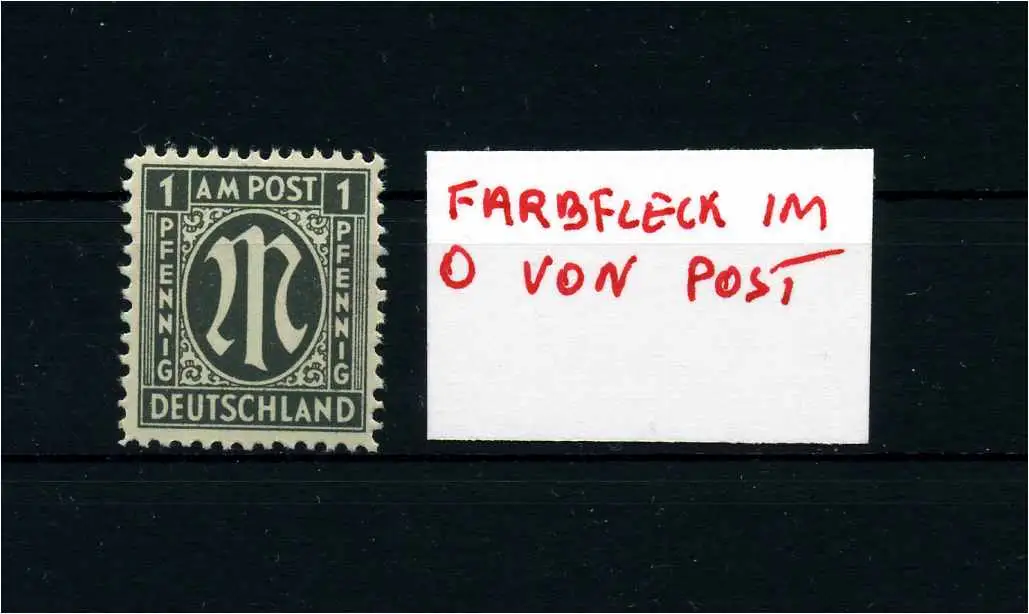 1 AM POST 1
PFENNIG
PFENNIG
M
DEUTSCHLAND
FARBFLECK IM
O VON POST